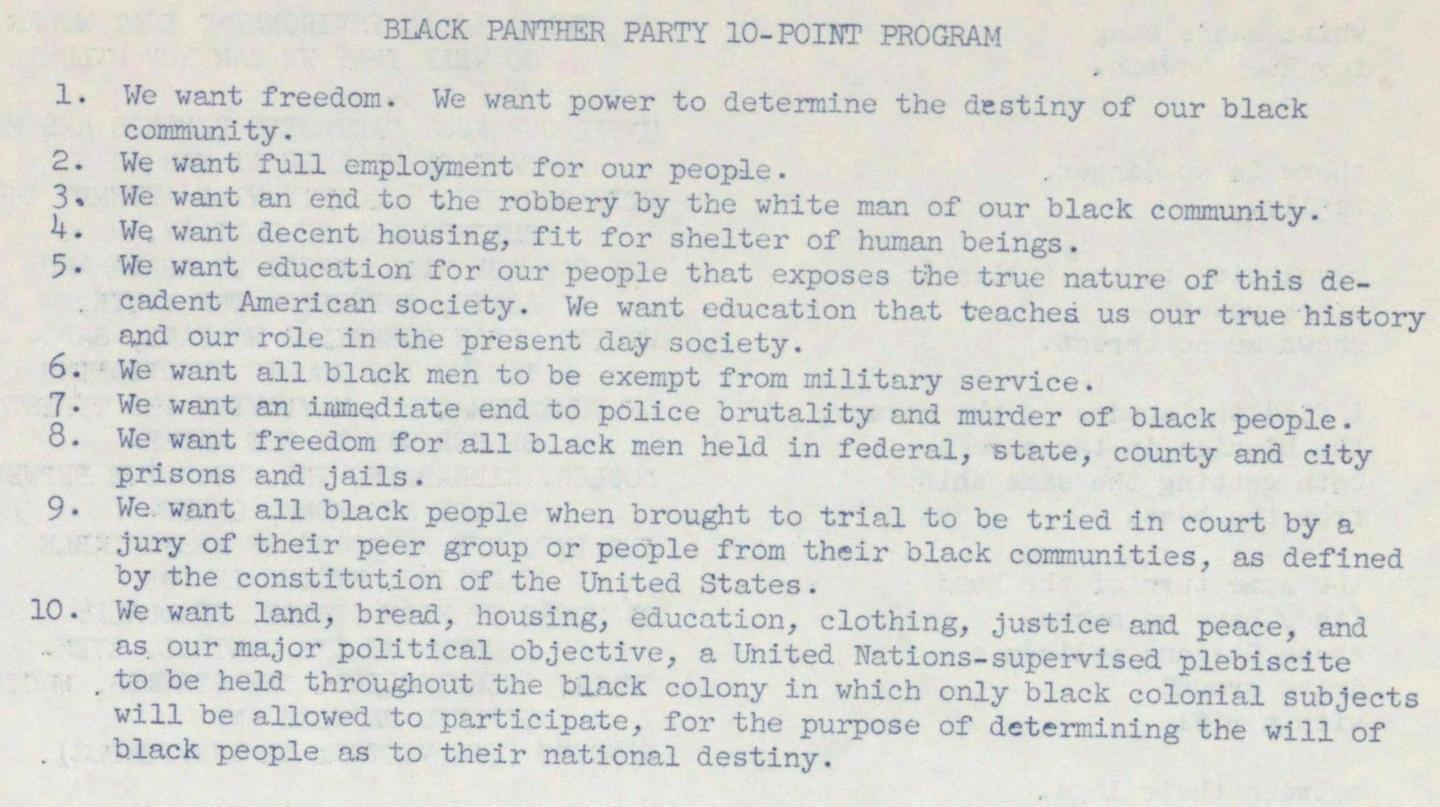 BLACK PANTHER PARTY 10-POINT PROGRAM
1. We want freedom. We want power to determine the destiny of our black
community.
2. We want full employment for our people.
3. We want an end to the robbery by the white man of our black community.
4. We want decent housing, fit for shelter of human beings.
5. We want education for our people that exposes the true nature of this de-
cadent American society. We want education that teaches us our true history
and our role in the present day society.
6. We want all black men to be exempt from military service.
7. We want an immediate end to police brutality and murder of black people.
8. We want freedom for all black men held in federal, state, county and city
prisons and jails.
9. We want all black people when brought to trial to be tried in court by a
jury of their peer group or people from their black communities, as defined
by the constitution of the United States.
10. We want land, bread, housing, education, clothing, justice and peace, and
as our major political objective, a United Nations-supervised plebiscite
to be held throughout the black colony in which only black colonial subjects
will be allowed to participate, for the purpose of determining the will of
black people as to their national destiny.